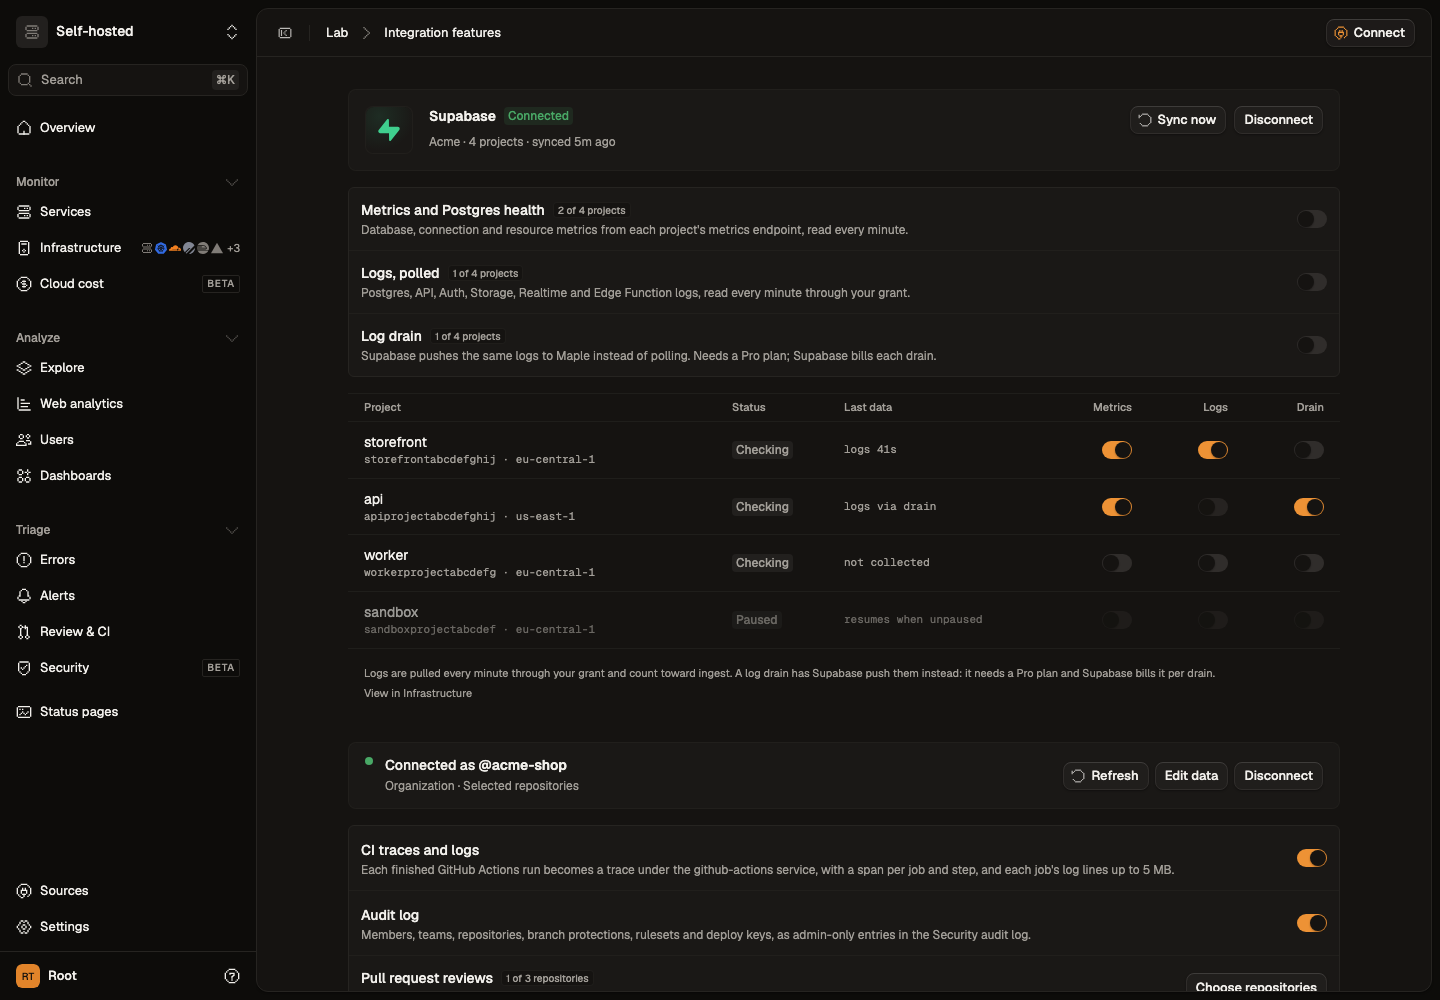 Self-hosted
Search ⌘K
Overview
Monitor
Services
Infrastructure +3
Cloud cost BETA
Analyze
Explore
Web analytics
Users
Dashboards
Triage
Errors
Alerts
Review & CI
Security BETA
Status pages
Sources
Settings
RT Root
Lab Integration features
Connect
Supabase Connected
Acme · 4 projects · synced 5m ago
Sync now Disconnect
Metrics and Postgres health 2 of 4 projects
Database, connection and resource metrics from each project's metrics endpoint, read every minute.
Logs, polled 1 of 4 projects
Postgres, API, Auth, Storage, Realtime and Edge Function logs, read every minute through your grant.
Log drain 1 of 4 projects
Supabase pushes the same logs to Maple instead of polling. Needs a Pro plan; Supabase bills each drain.
Project Status Last data Metrics Logs Drain
storefront
storefrontabcdefghij · eu-central-1
Checking logs 41s
api
apiprojectabcdefghij · us-east-1
Checking logs via drain
worker
workerprojectabcdefg · eu-central-1
Checking not collected
sandbox
sandboxprojectabcdef · eu-central-1
Paused resumes when unpaused
Logs are pulled every minute through your grant and count toward ingest. A log drain has Supabase push them instead: it needs a Pro plan and Supabase bills it per drain.
View in Infrastructure
Connected as @acme-shop
Organization · Selected repositories
Refresh Edit data Disconnect
CI traces and logs
Each finished GitHub Actions run becomes a trace under the github-actions service, with a span per job and step, and each job's log lines up to 5 MB.
Audit log
Members, teams, repositories, branch protections, rulesets and deploy keys, as admin-only entries in the Security audit log.
Pull request reviews 1 of 3 repositories
Choose repositories